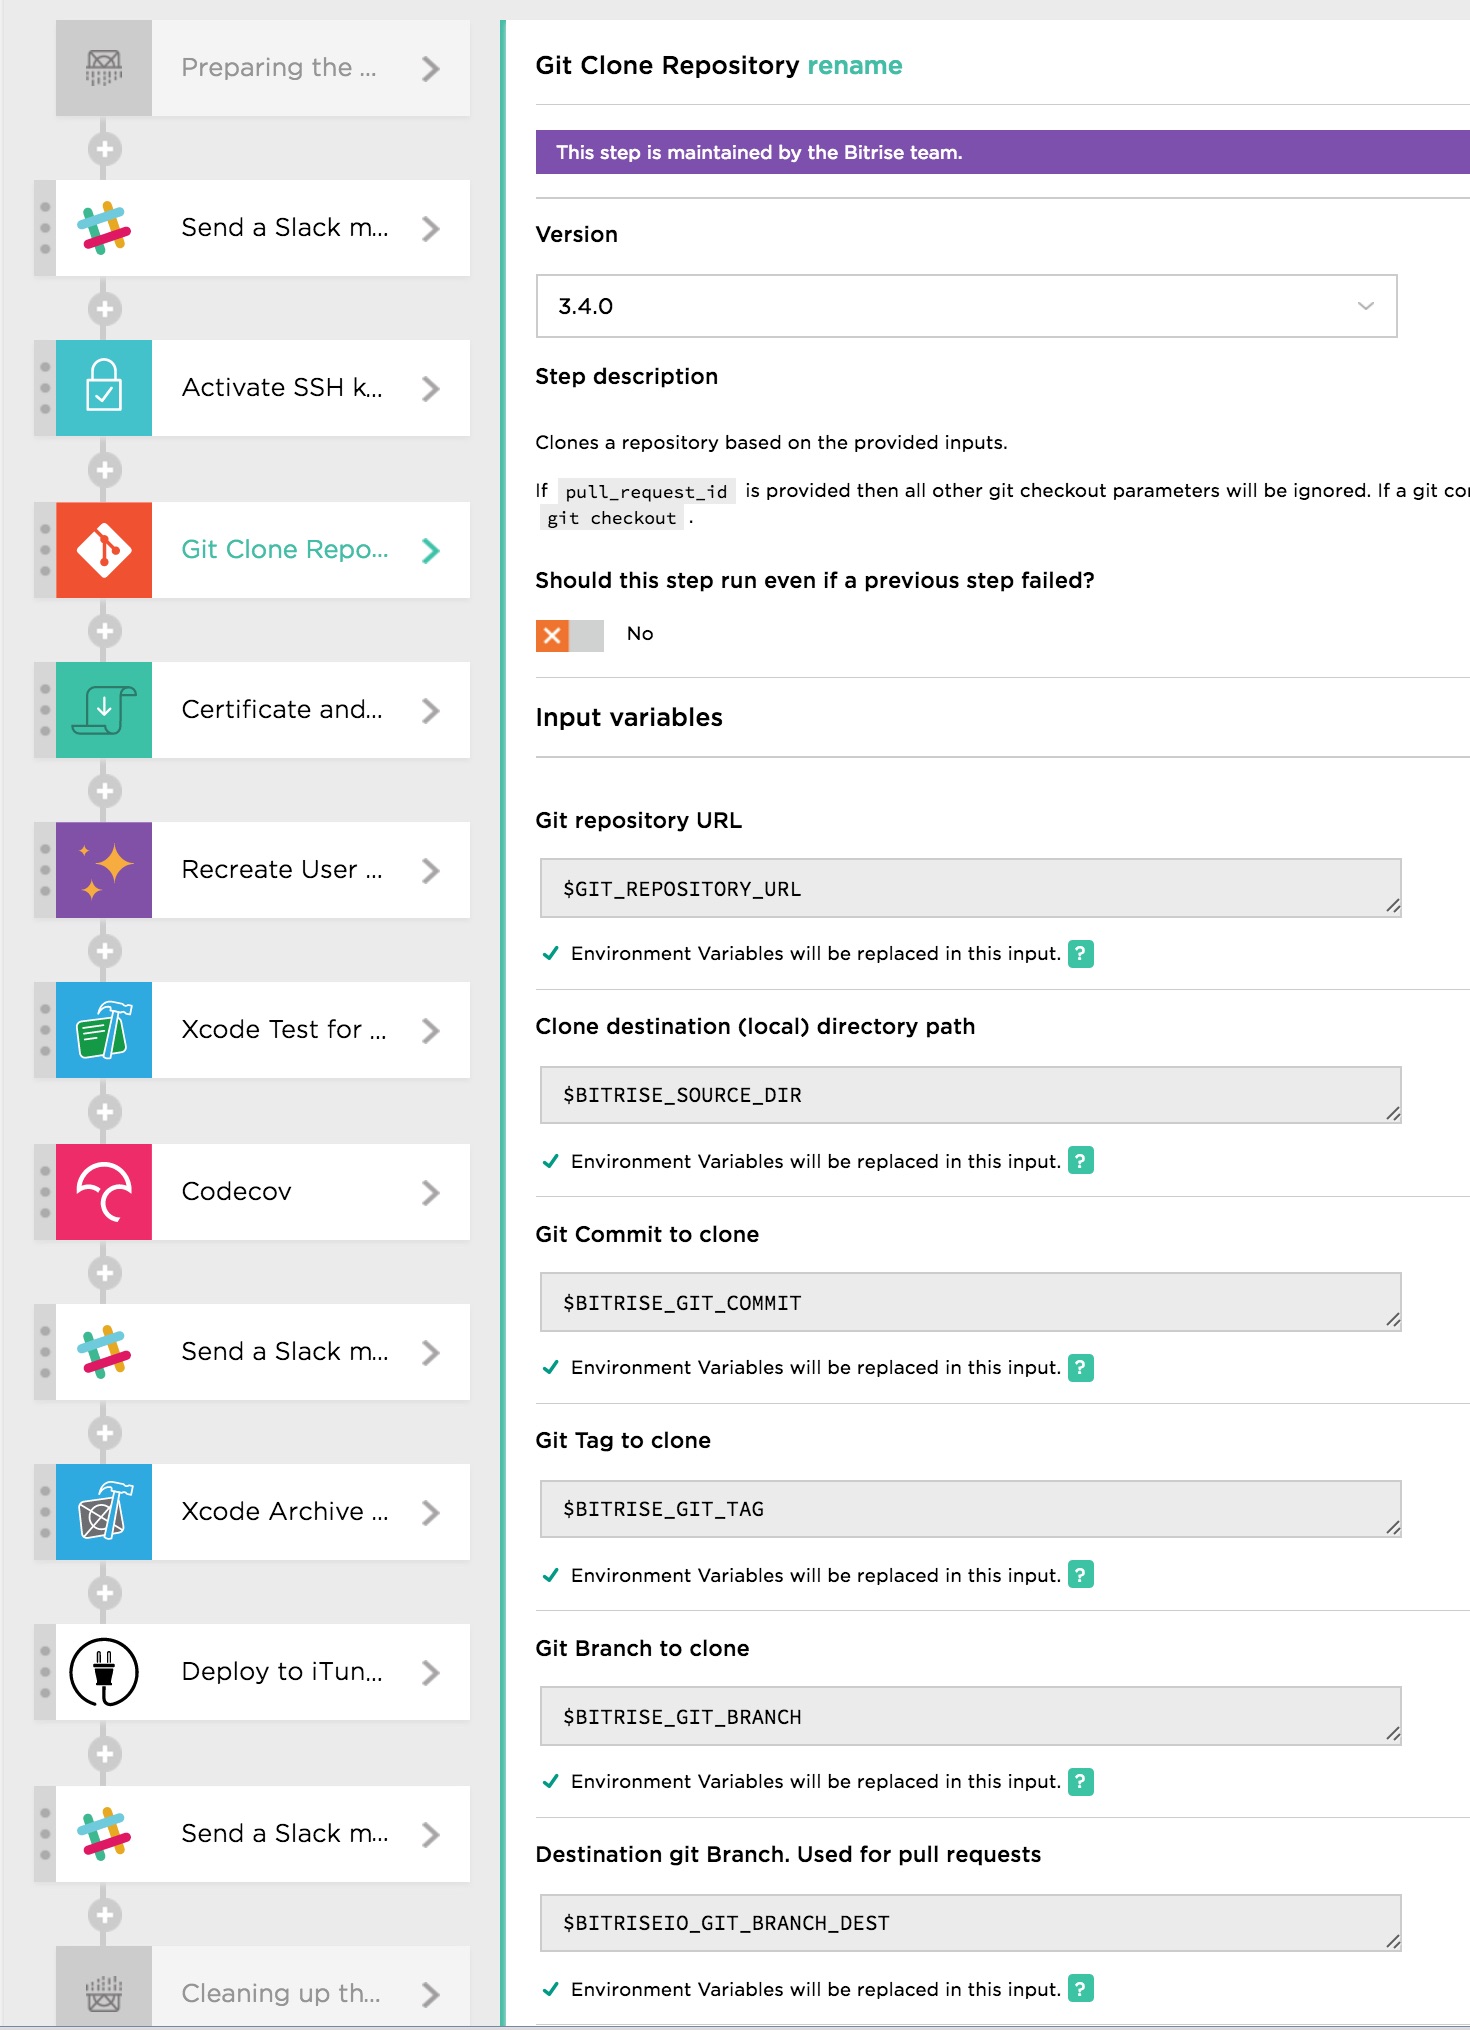 Preparing the ...
Send a Slack m...
Activate SSH k...
Git Clone Repo...
Certificate and...
Recreate User ...
Xcode Test for ...
Codecov
Send a Slack m...
Xcode Archive ...
Deploy to iTun...
Send a Slack m...
Cleaning up th...
Git Clone Repository rename
This step is maintained by the Bitrise team.
Version
3.4.0
Step description
Clones a repository based on the provided inputs.
If pull_request_id is provided then all other git checkout parameters will be ignored. If a git co
git checkout .
Should this step run even if a previous step failed?
No
Input variables
Git repository URL
$GIT_REPOSITORY_URL
Environment Variables will be replaced in this input. ?
Clone destination (local) directory path
$BITRISE_SOURCE_DIR
Environment Variables will be replaced in this input. ?
Git Commit to clone
$BITRISE_GIT_COMMIT
Environment Variables will be replaced in this input. ?
Git Tag to clone
$BITRISE_GIT_TAG
Environment Variables will be replaced in this input. ?
Git Branch to clone
$BITRISE_GIT_BRANCH
Environment Variables will be replaced in this input. ?
Destination git Branch. Used for pull requests
$BITRISEIO_GIT_BRANCH_DEST
Environment Variables will be replaced in this input. ?